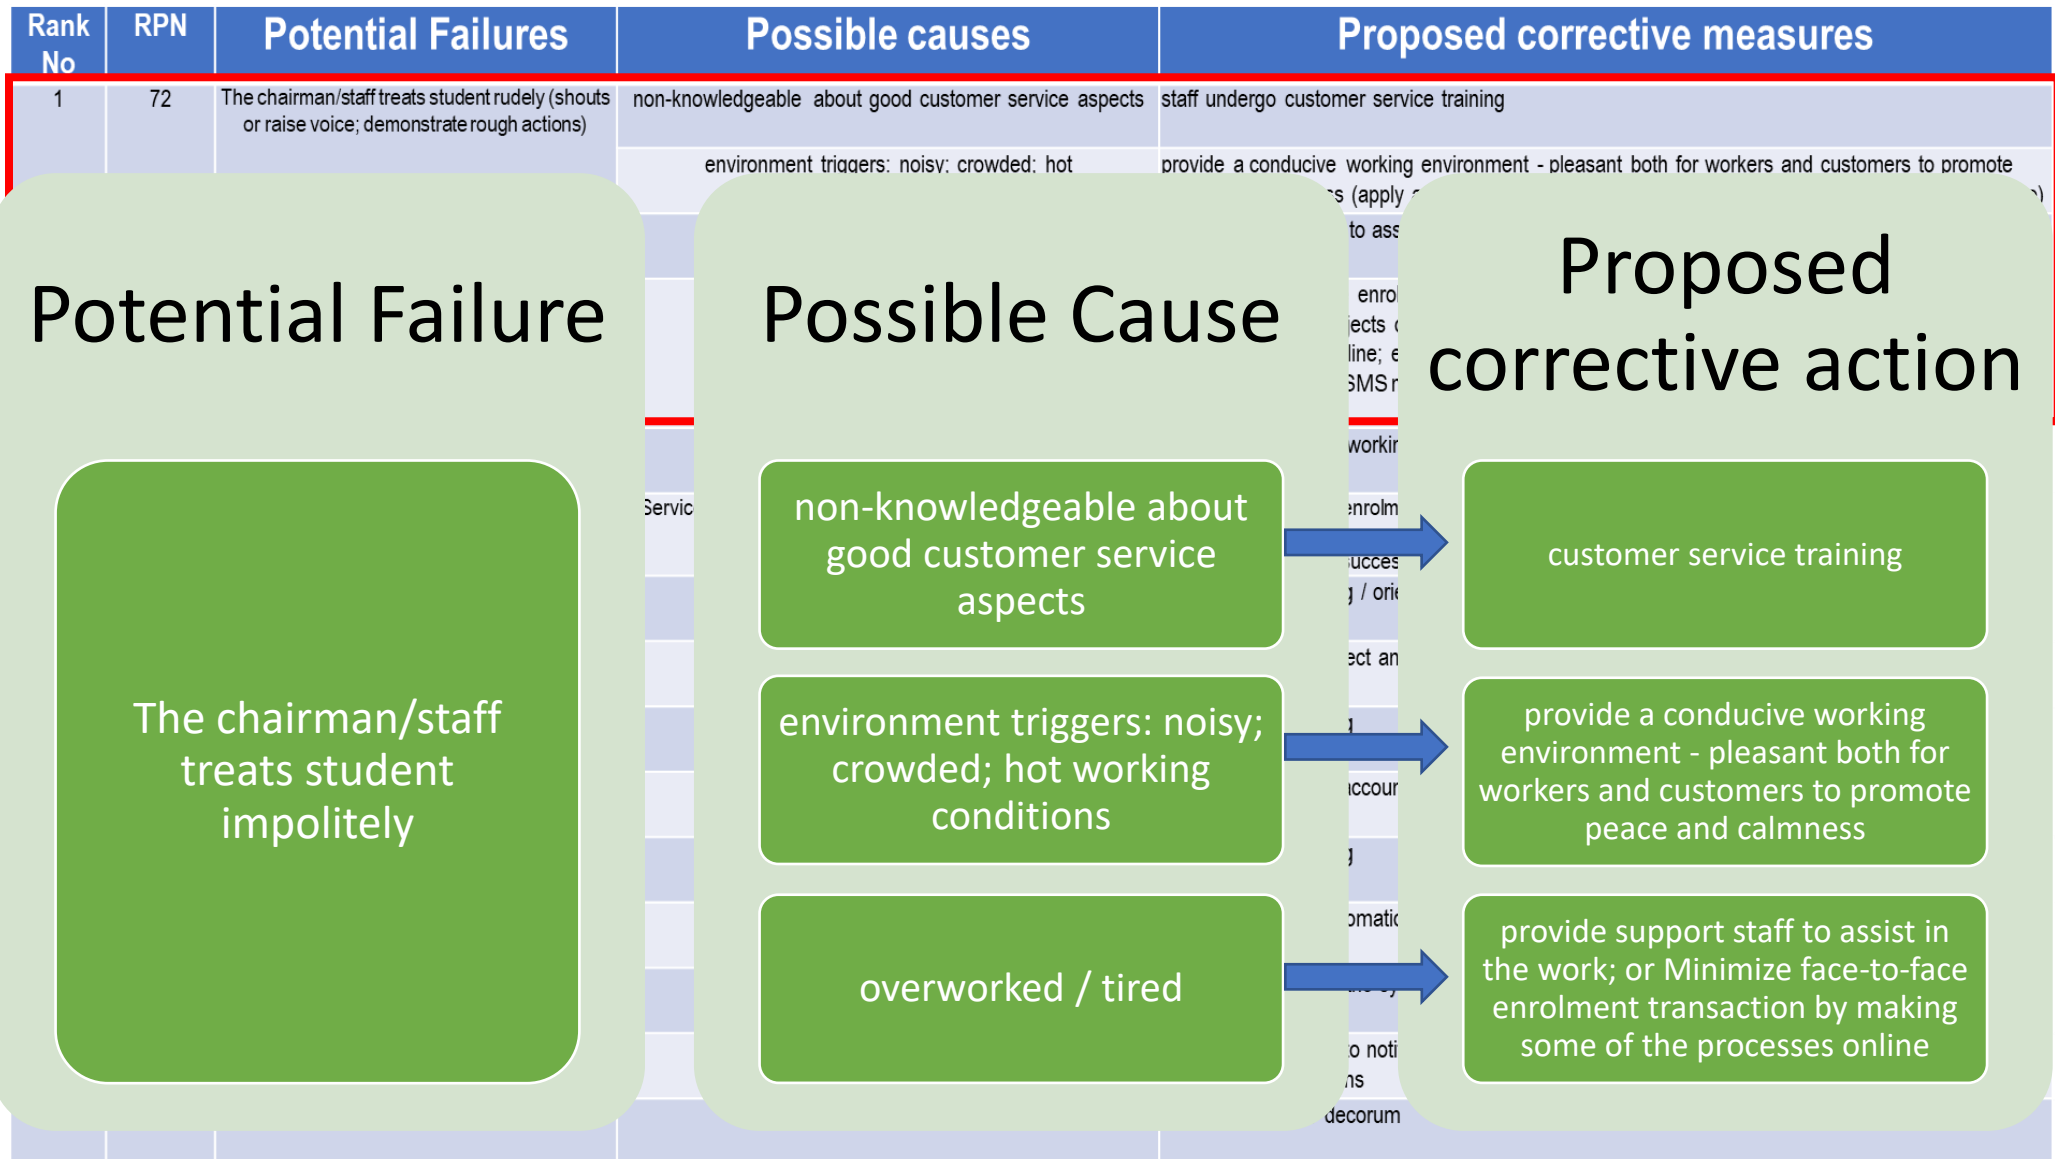 Rank No
RPN
Potential Failures
Possible causes
Proposed corrective measures
1
72
The chairman/staff treats student rudely (shouts
or raise voice; demonstrate rough actions)
non-knowledgeable about good customer service aspects
staff undergo customer service training
environment triggers: noisy; crowded; hot
provide a conducive working environment - pleasant both for workers and customers to promote
(apply
to
decorum
Potential Failure
The chairman/staff
treats student
impolitely
Possible Cause
non-knowledgeable about
good customer service
aspects
environment triggers: noisy;
crowded; hot working
conditions
overworked / tired
Proposed
corrective action
customer service training
provide a conducive working
environment - pleasant both for
workers and customers to promote
peace and calmness
provide support staff to assist in
the work; or Minimize face-to-face
enrolment transaction by making
some of the processes online